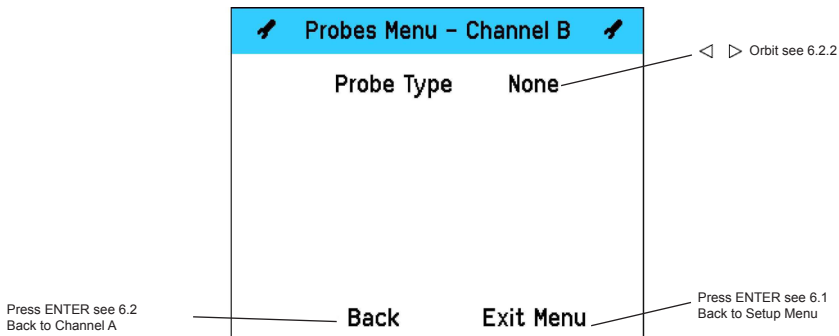 Probes Menu – Channel B
◁ ▷ Orbit see 6.2.2
Probe Type None
Press ENTER see 6.2
Back to Channel A
Back Exit Menu
Press ENTER see 6.1
Back to Setup Menu